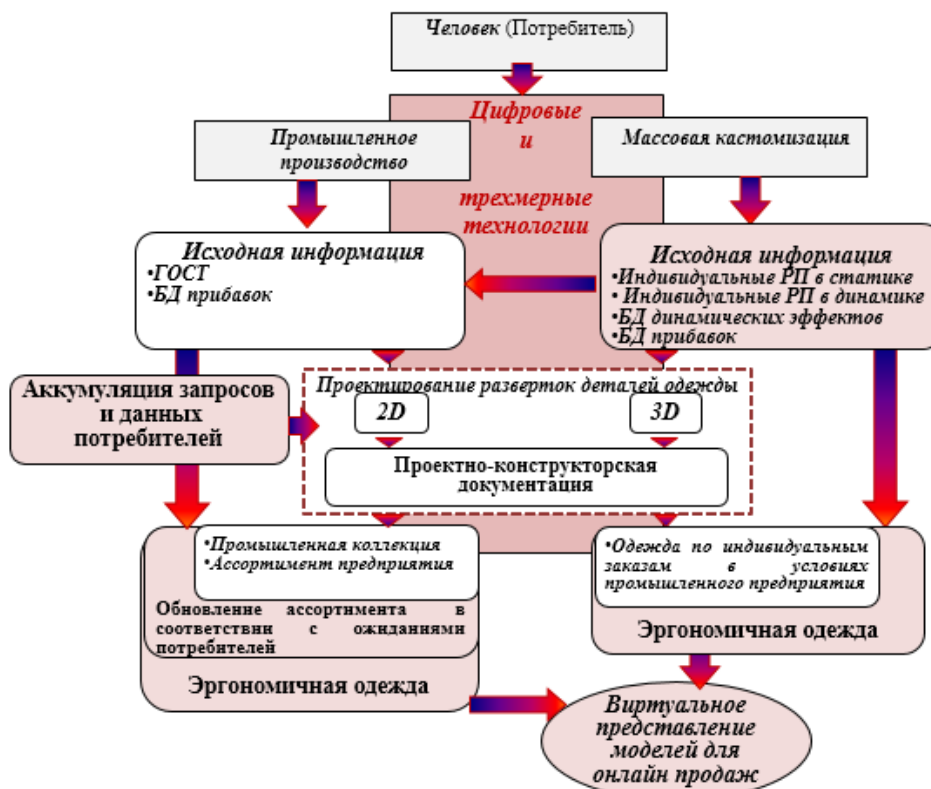 Человек (Потребитель)
Цифровые
и
трехмерные
технологии
Промышленное
производство
Массовая кастомизация
Исходная информация
•ГОСТ
•БД прибавок
Исходная информация
•Индивидуальные РП в статике
• Индивидуальные РП в динамике
•БД динамических эффектов
•БД прибавок
Аккумуляция запросов
и данных
потребителей
Проектирование разверток деталей одежды
2D
3D
Проектно-конструкторская
документация
•Промышленная коллекция
•Ассортимент предприятия
Обновление ассортимента в
соответствии с ожиданиями
потребителей
Эргономичная одежда
•Одежда по индивидуальным
заказам в условиях
промышленного предприятия
Эргономичная одежда
Виртуальное
представление
моделей для
онлайн продаж